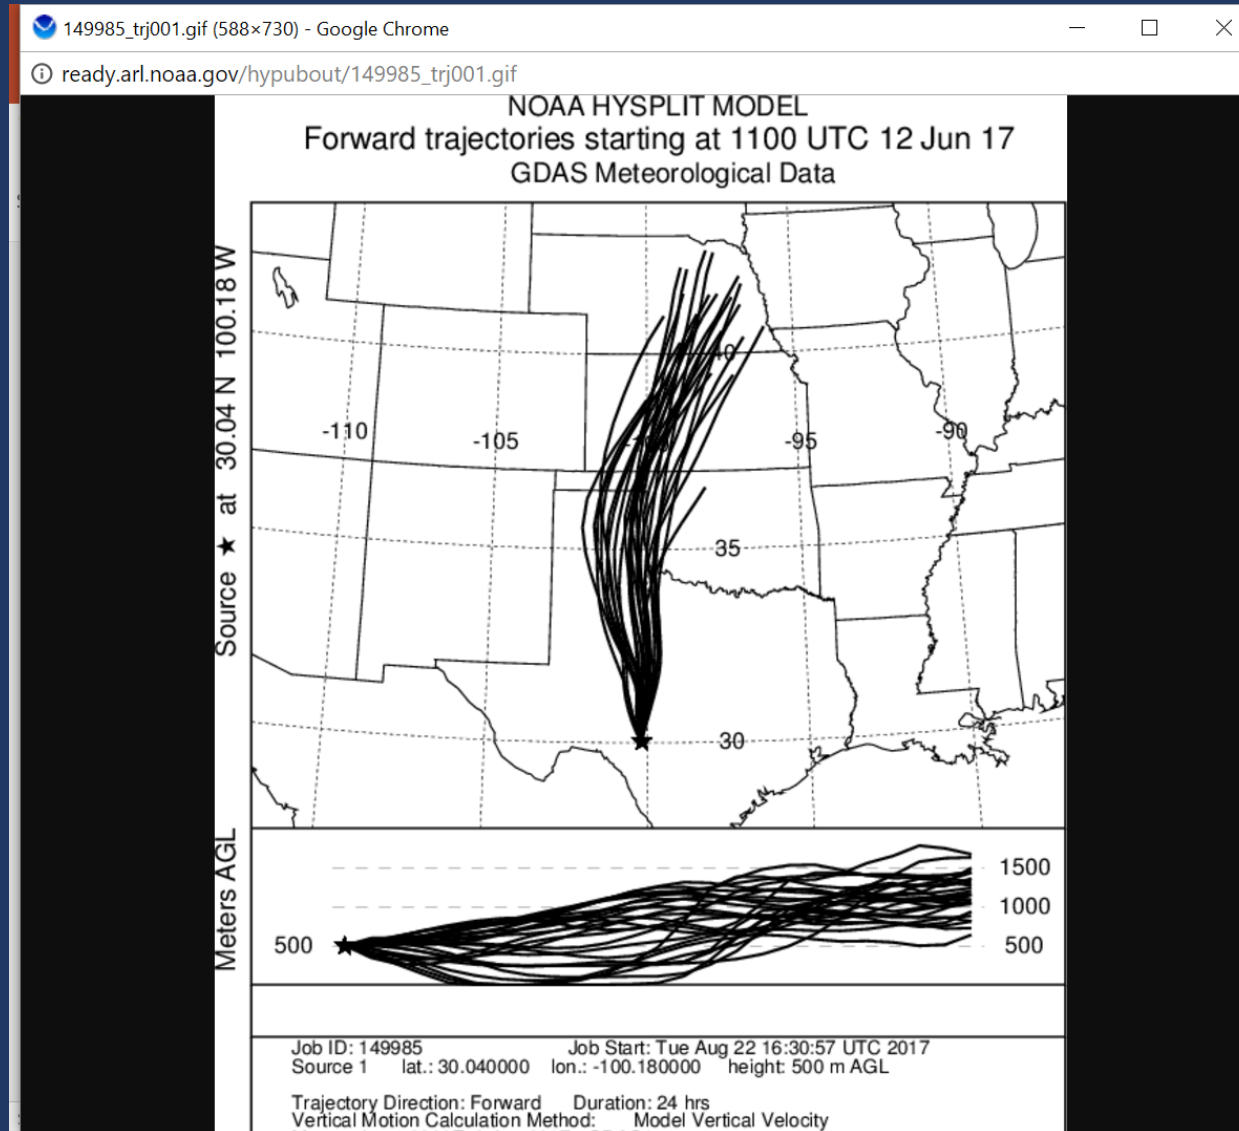 149985_trj001.gif (588×730) - Google Chrome
ready.arl.noaa.gov/hypubout/149985_trj001.gif
NOAA HYSPLIT MODEL
Forward trajectories starting at 1100 UTC 12 Jun 17
GDAS Meteorological Data
Source ★ at 30.04 N 100.18 W
40
-110
-105
-95
-90
35
30
Meters AGL
1500
1000
500
500
Job ID: 149985 Job Start: Tue Aug 22 16:30:57 UTC 2017
Source 1 lat.: 30.040000 lon.: -100.180000 height: 500 m AGL
Trajectory Direction: Forward Duration: 24 hrs
Vertical Motion Calculation Method: Model Vertical Velocity